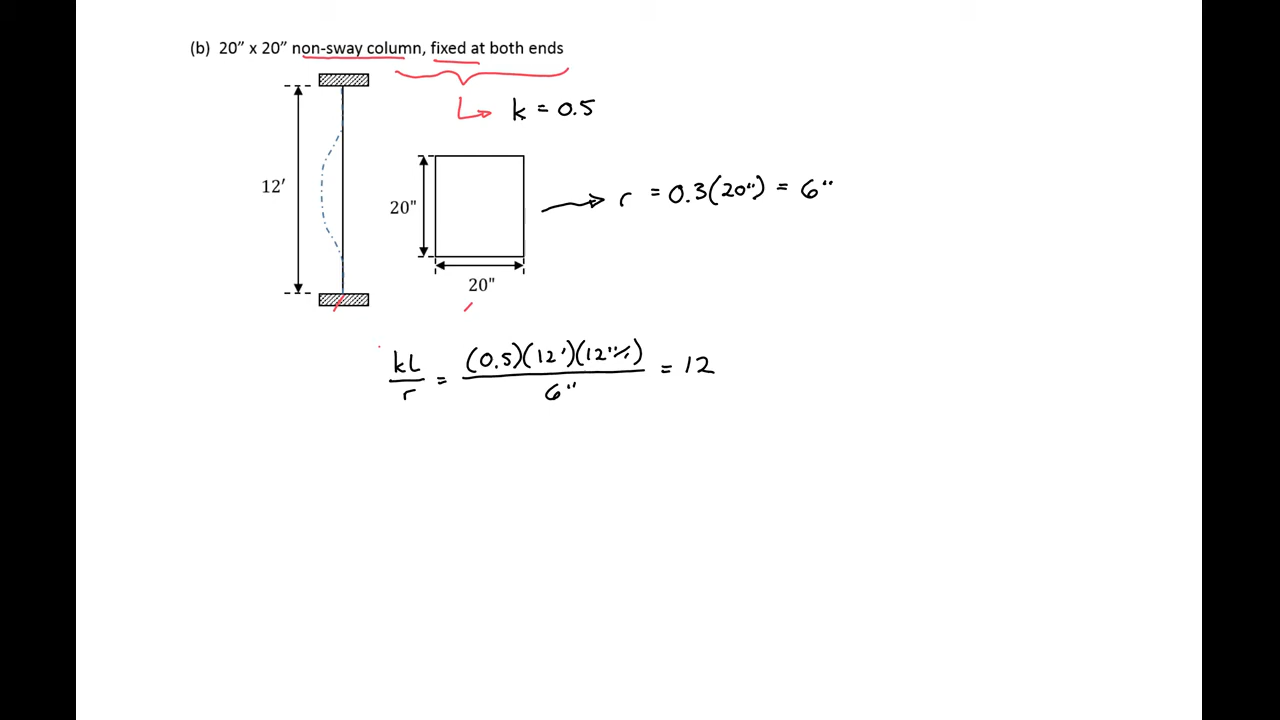 (b) 20” x 20” non-sway column, fixed at both ends
k = 0.5
12′
20"
r = 0.3(20") = 6"
20"
kL/r = (0.5)(12')(12"/')/6" = 12